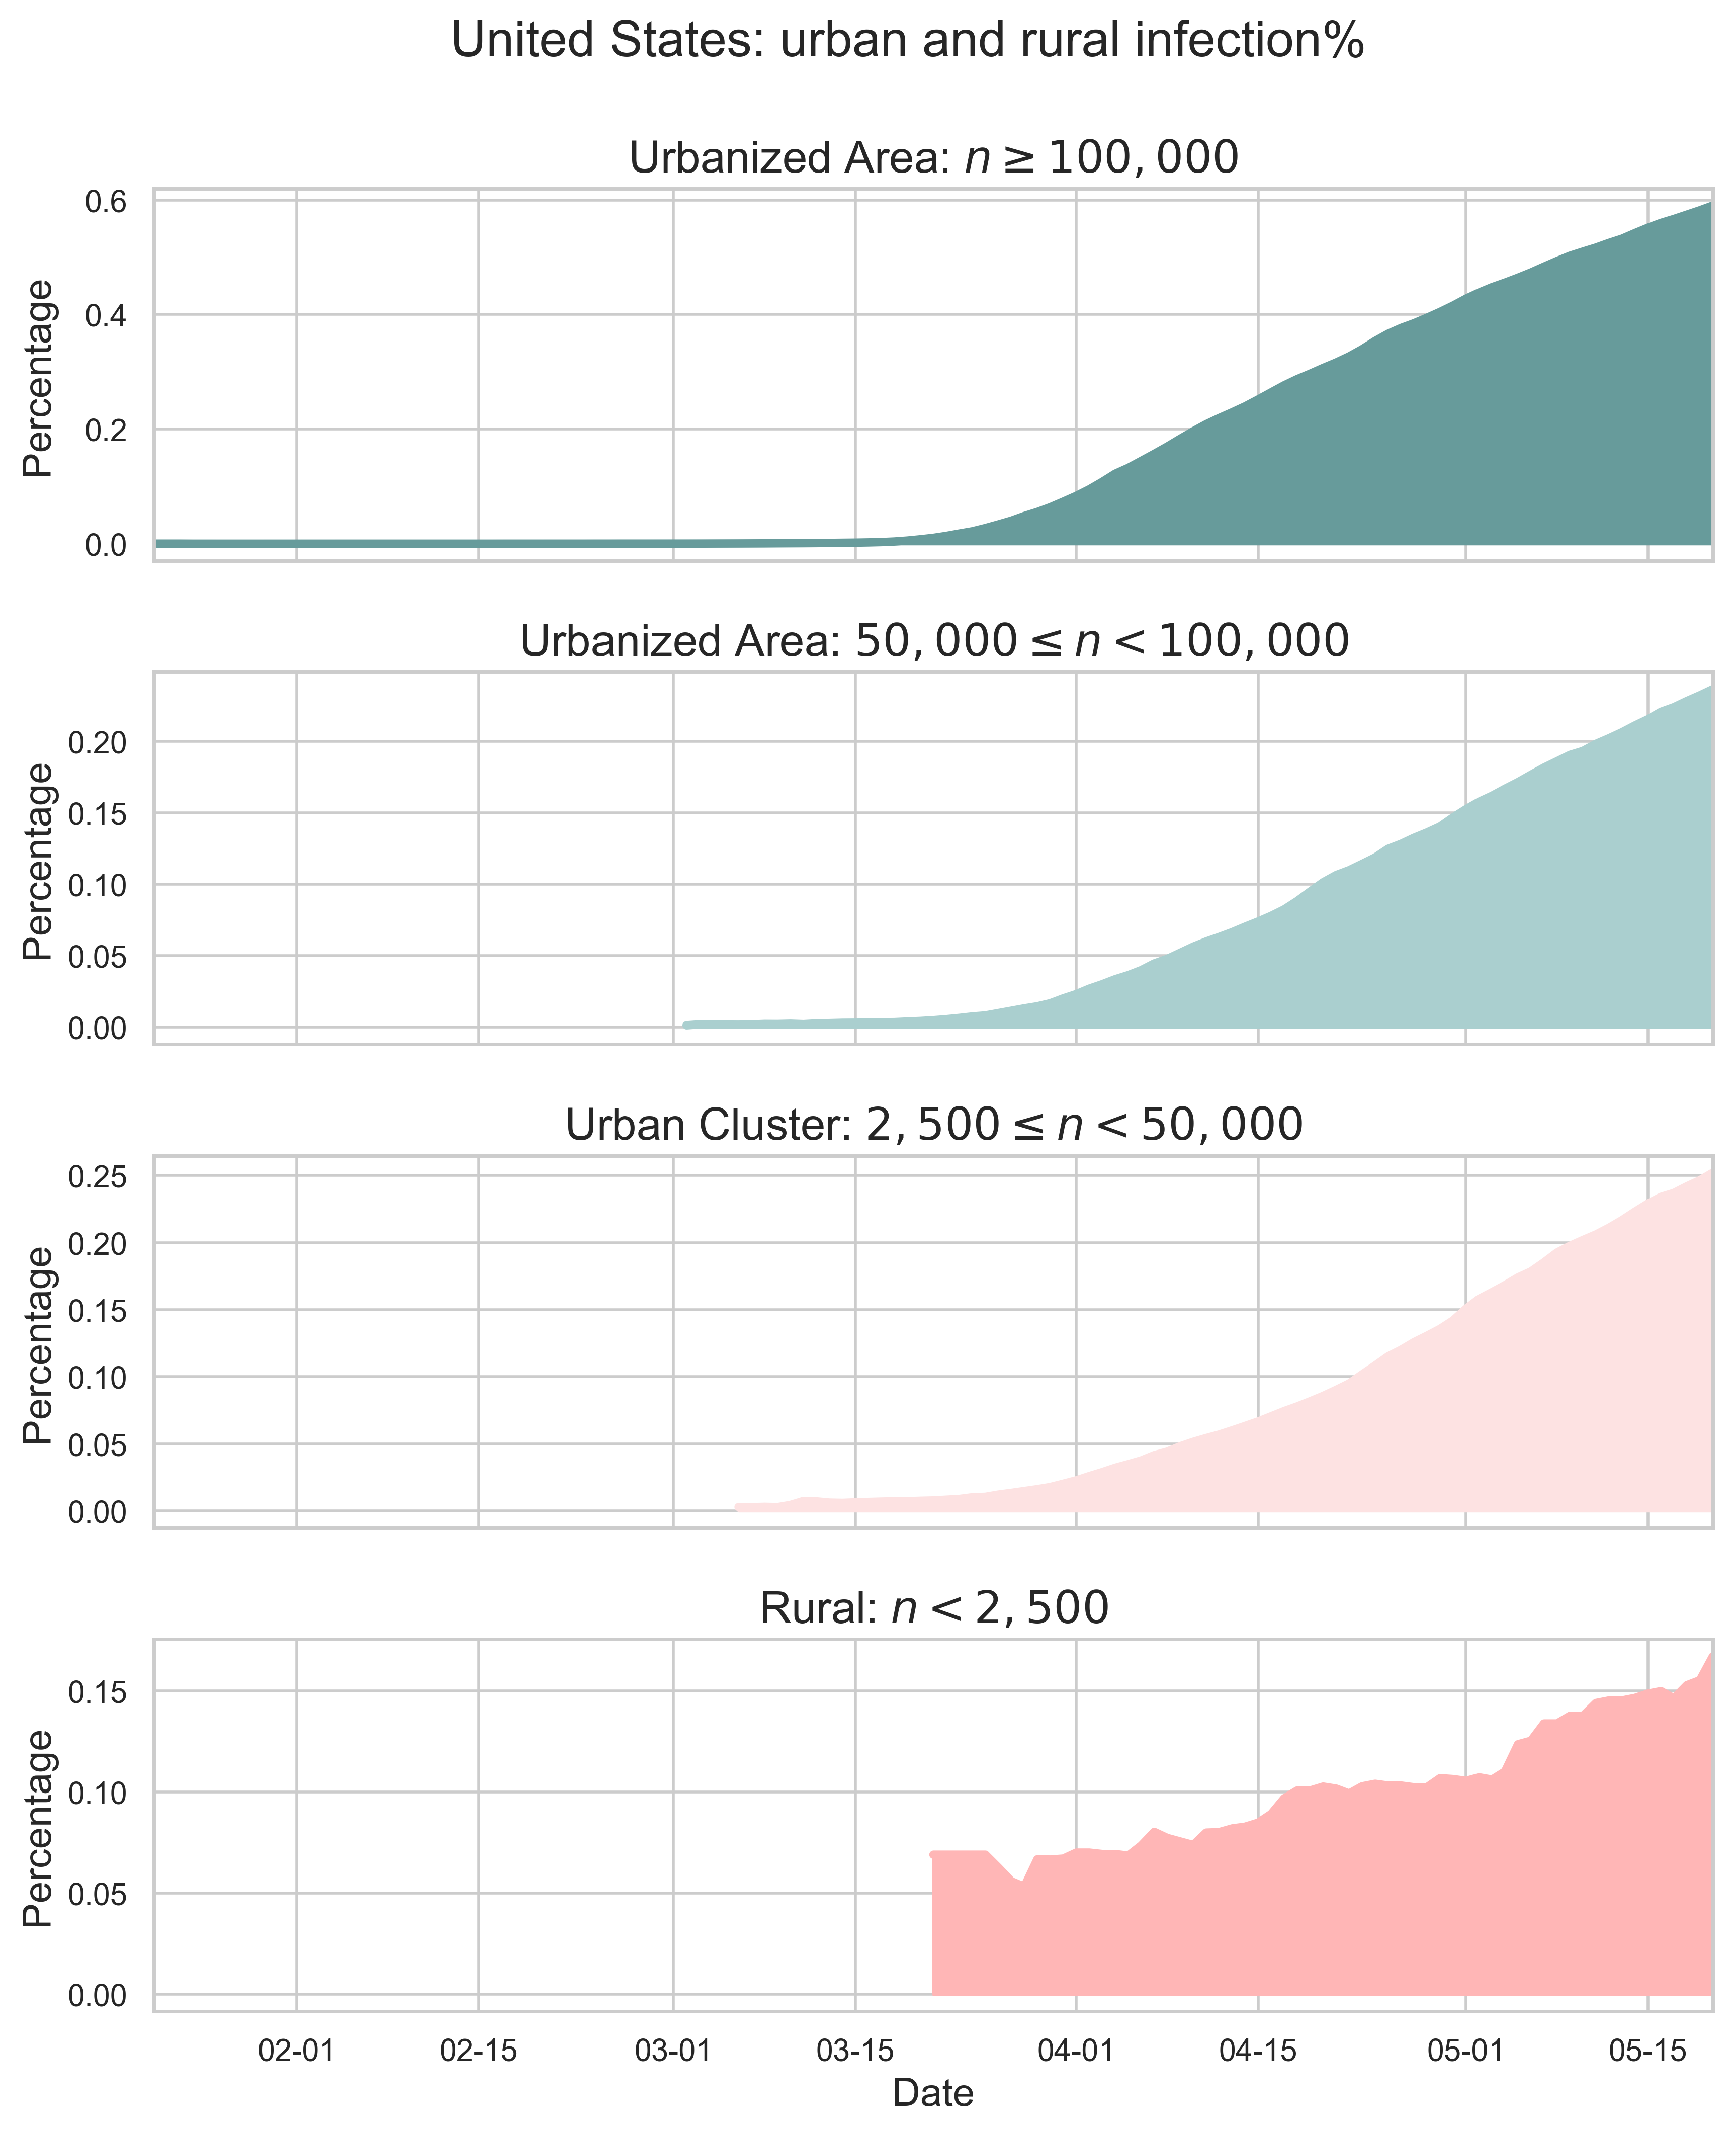 United States: urban and rural infection%
Urbanized Area: n ≥ 100,000
Percentage
0.6
0.4
0.2
0.0
Urbanized Area: 50,000 ≤ n < 100,000
Percentage
0.20
0.15
0.10
0.05
0.00
Urban Cluster: 2,500 ≤ n < 50,000
Percentage
0.25
0.20
0.15
0.10
0.05
0.00
Rural: n < 2,500
Percentage
0.15
0.10
0.05
0.00
02-01 02-15 03-01 03-15 04-01 04-15 05-01 05-15
Date